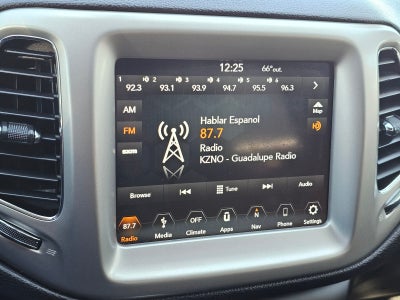 12:25 66° out.
1 2 3 4 5 6
92.3 93.1 93.9 94.7 95.5 96.3
AM
Map
Hablar Espanol
FM
87.7
Radio
KZNO - Guadalupe Radio
Browse Tune Audio
87.7 OFF N
Radio Media Climate Apps Nav Phone Settings